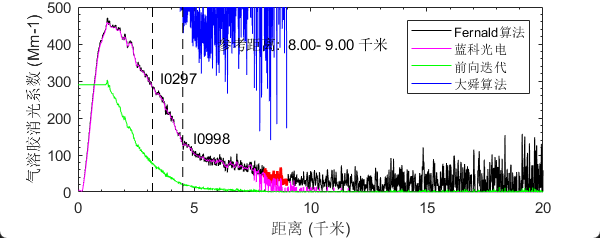 500
400
300
200
100
0
气溶胶消光系数 (Mm-1)
参考距离: 8.00- 9.00 千米
I0297
I0998
Fernald算法
蓝科光电
前向迭代
大舜算法
0
5
10
15
20
距离 (千米)